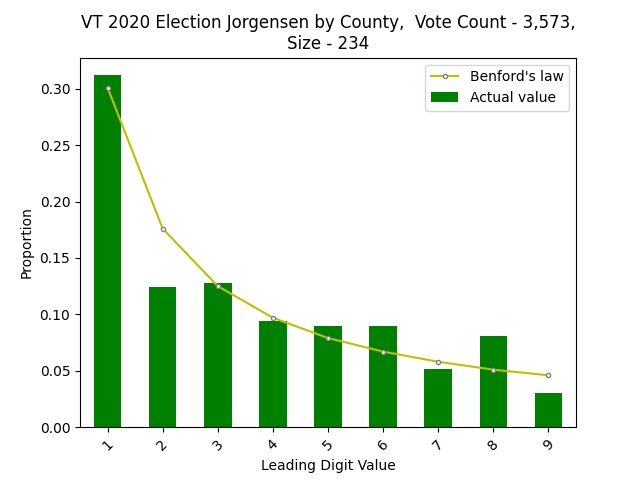 VT 2020 Election Jorgensen by County,  Vote Count - 3,573,
Size - 234
Benford's law
Actual value
Proportion
0.30
0.25
0.20
0.15
0.10
0.05
0.00
1 2 3 4 5 6 7 8 9
Leading Digit Value